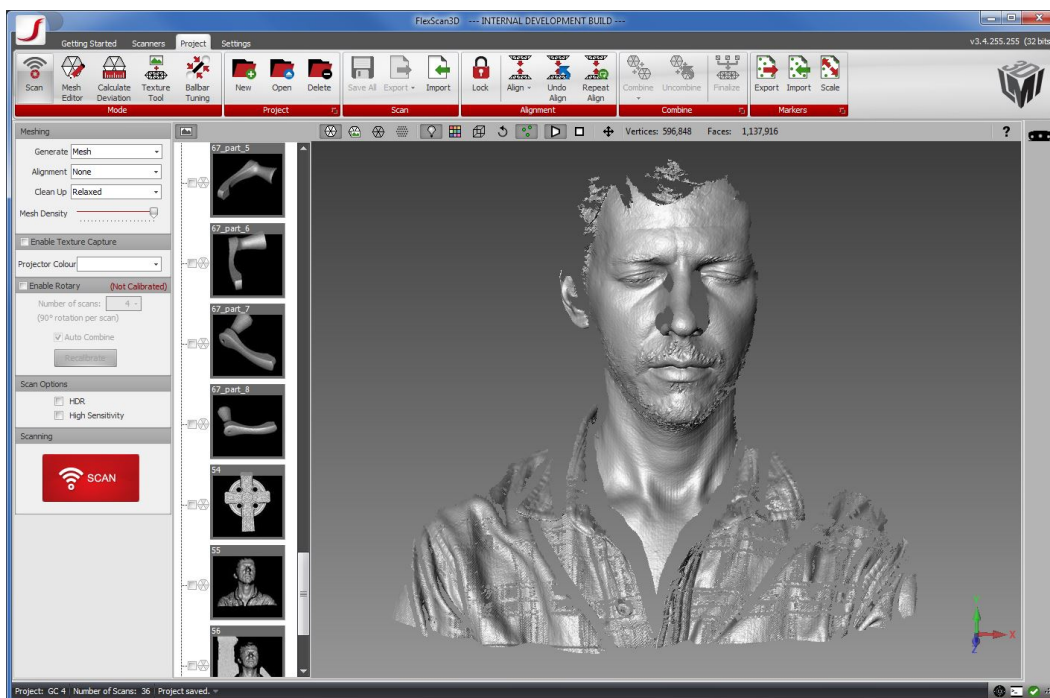 FlexScan3D --- INTERNAL DEVELOPMENT BUILD ---
Getting Started Scanners Project Settings
v3.4.255.255 (32 bits
Scan
Mesh Editor
Calculate Deviation
Texture Tool
Balbar Tuning
Mode
New
Open
Delete
Project
Save All
Export
Import
Scan
Lock
Align
Undo Align
Repeat Align
Alignment
Combine
Uncombine
Finalize
Combine
Export
Import
Scale
Markers
LMI
Meshing
Generate Mesh
Alignment None
Clean Up Relaxed
Mesh Density
Enable Texture Capture
Projector Colour
Enable Rotary (Not Calibrated)
Number of scans: 4
(90° rotation per scan)
Auto Combine
Recalibrate
Scan Options
HDR
High Sensitivity
Scanning
SCAN
67_part_5
67_part_6
67_part_7
67_part_8
54
55
56
Vertices: 596,848 Faces: 1,137,916
?
Y
X
Z
Project: GC 4 Number of Scans: 36 Project saved.